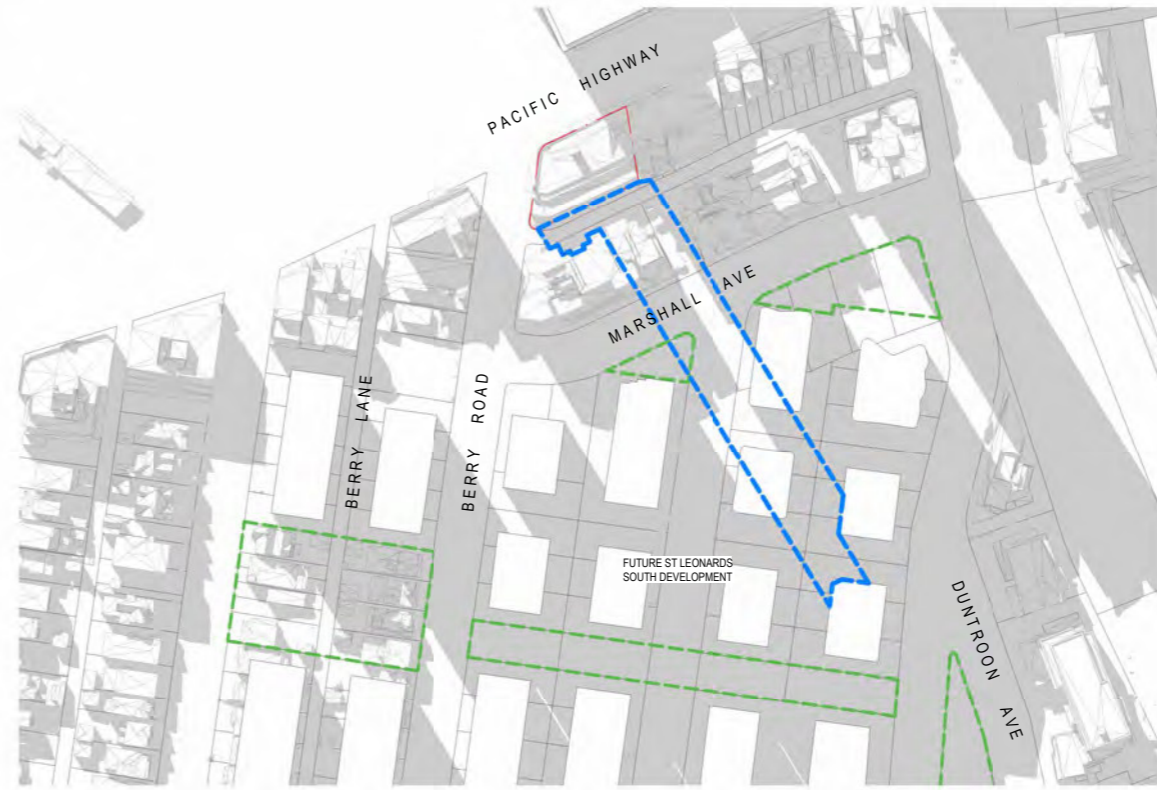 PACIFIC HIGHWAY
MARSHALL AVE
BERRY LANE
BERRY ROAD
FUTURE ST LEONARDS
SOUTH DEVELOPMENT
DUNTROON AVE